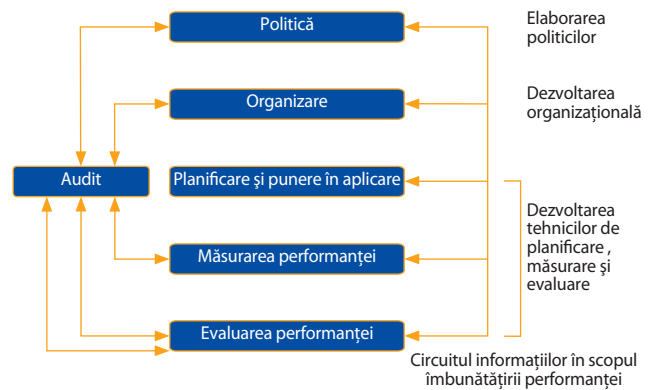 Politică
Elaborarea
politicilor
Organizare
Dezvoltarea
organizațională
Audit
Planificare şi punere în aplicare
Dezvoltarea
tehnicilor de
planificare ,
măsurare şi
evaluare
Măsurarea performanței
Evaluarea performanței
Circuitul informațiilor în scopul
îmbunătățirii performanței